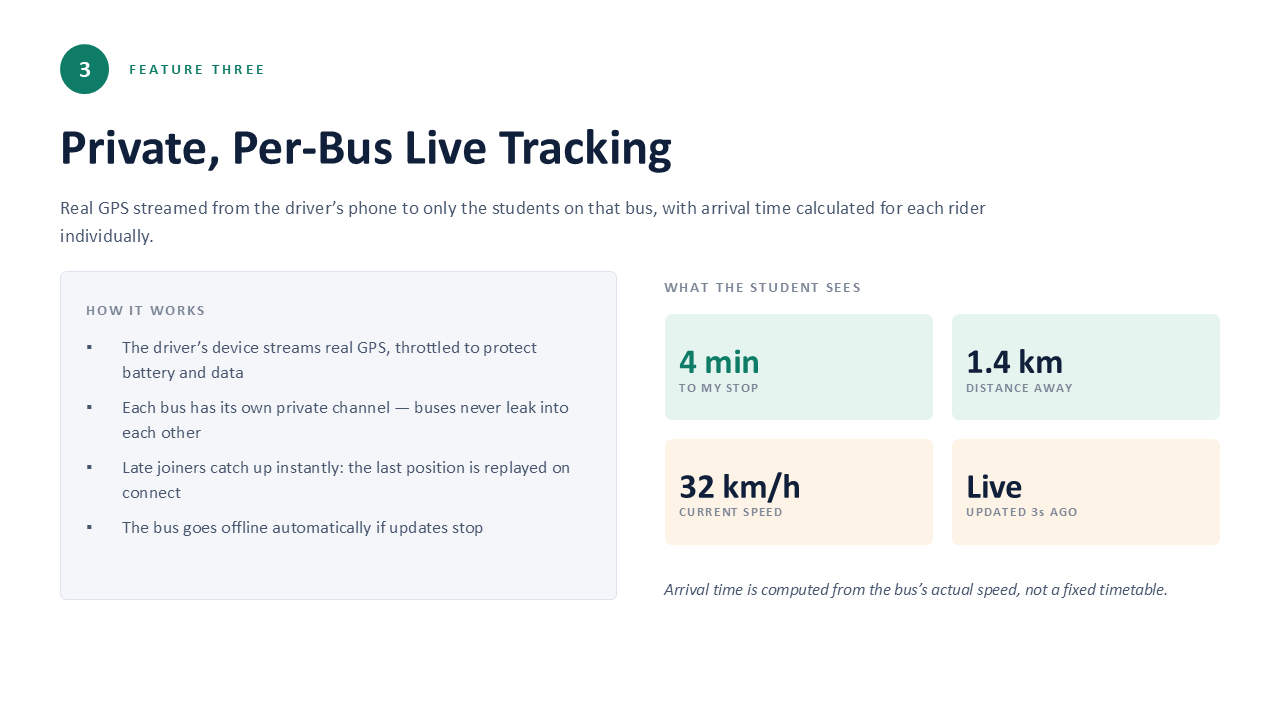 3
FEATURE THREE
Private, Per-Bus Live Tracking
Real GPS streamed from the driver’s phone to only the students on that bus, with arrival time calculated for each rider
individually.
HOW IT WORKS
▪ The driver’s device streams real GPS, throttled to protect
battery and data
▪ Each bus has its own private channel — buses never leak into
each other
▪ Late joiners catch up instantly: the last position is replayed on
connect
▪ The bus goes offline automatically if updates stop
WHAT THE STUDENT SEES
4 min
TO MY STOP
1.4 km
DISTANCE AWAY
32 km/h
CURRENT SPEED
Live
UPDATED 3s AGO
Arrival time is computed from the bus’s actual speed, not a fixed timetable.